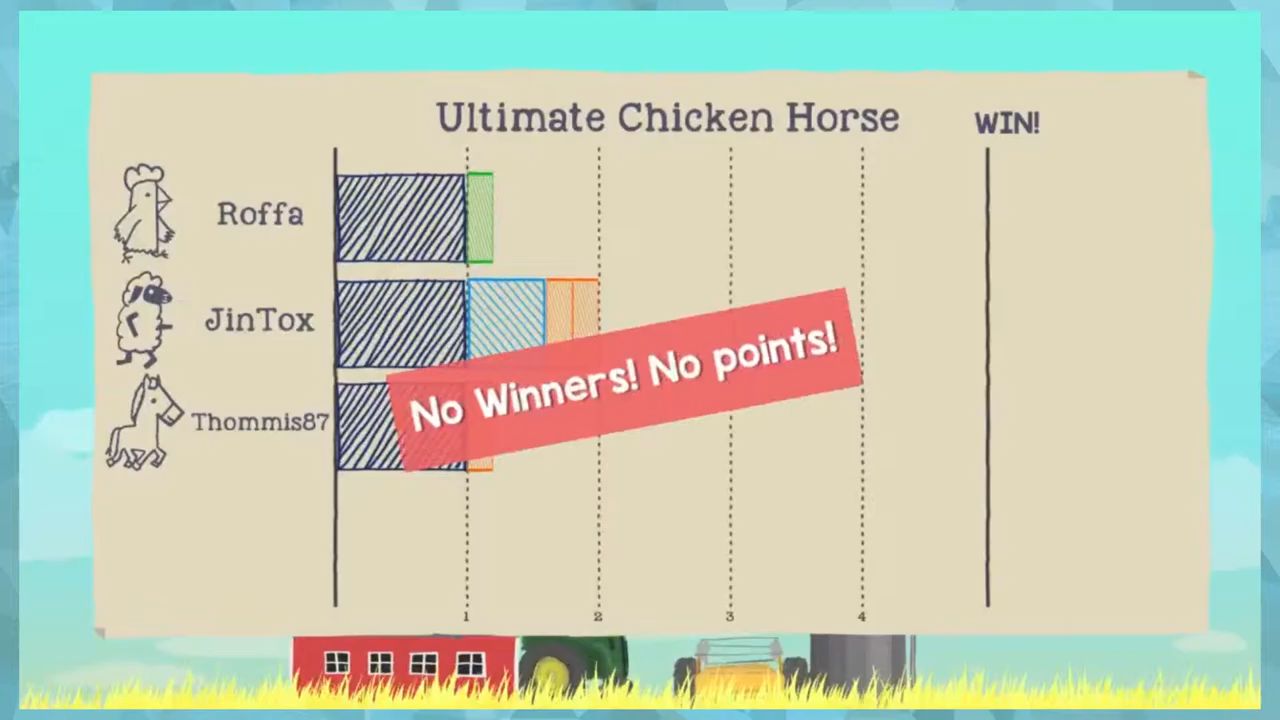 Ultimate Chicken Horse
WIN!
Roffa
JinTox
No Winners! No points!
Thommis87
1 2 3 4